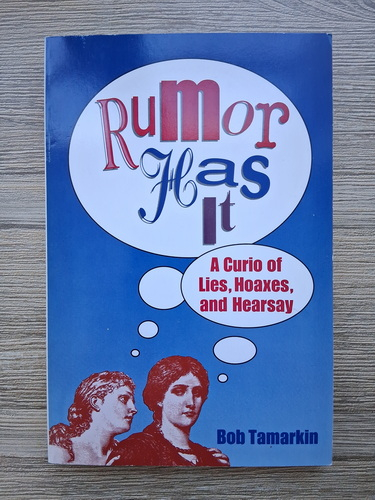 Rumor
Has
It
A Curio of
Lies, Hoaxes,
and Hearsay
Bob Tamarkin